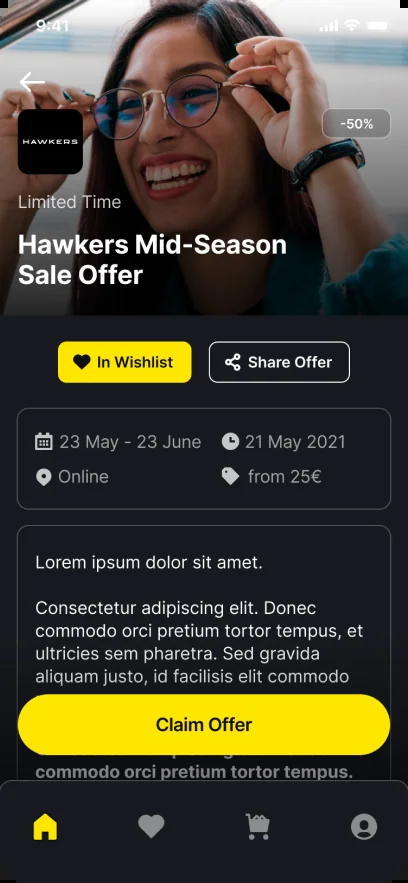 9:41
HAWKERS
-50%
Limited Time
Hawkers Mid-Season
Sale Offer
In Wishlist
Share Offer
23 May - 23 June
21 May 2021
Online
from 25€
Lorem ipsum dolor sit amet.
Consectetur adipiscing elit. Donec
commodo orci pretium tortor tempus, et
ultricies sem pharetra. Sed gravida
aliquam justo, id facilisis elit commodo
Claim Offer
commodo orci pretium tortor tempus.